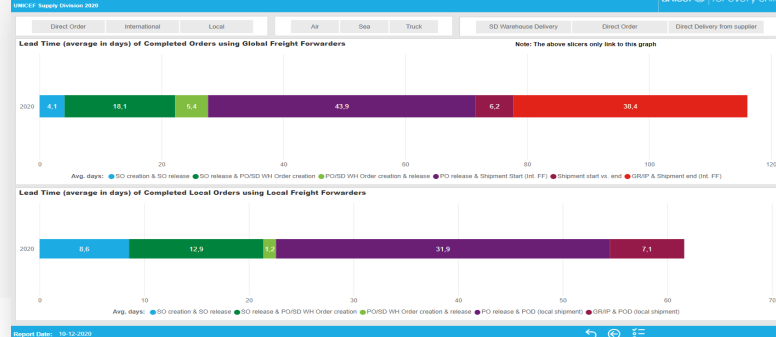 UNICEF Supply Division (average 2020)
Direct Order International Local Air Sea Truck SD Warehouse Delivery Direct Order Direct Delivery from supplier
Lead Time (average in days) of Completed Orders using Global Freight Forwarders
Note: The above slicers only link to this graph
2020 4,1 18,1 5,4 43,9 6,2 38,4
0 20 40 60 80 100 120
Avg. days: SO creation & SO release SO release & PO/SD WH Order creation PO/SD WH Order creation & release PO release & Shipment Start (Int. FF) Shipment start vs. end GR/IP & Shipment end (Int. FF)
Lead Time (average in days) of Completed Local Orders using Local Freight Forwarders
2020 8,6 12,9 1,2 31,9 7,1
0 10 20 30 40 50 60 70
Avg. days: SO creation & SO release SO release & PO/SD WH Order creation PO/SD WH Order creation & release PO release & POD (local shipment) GR/IP & POD (local shipment)
Report Date: 10-12-2020